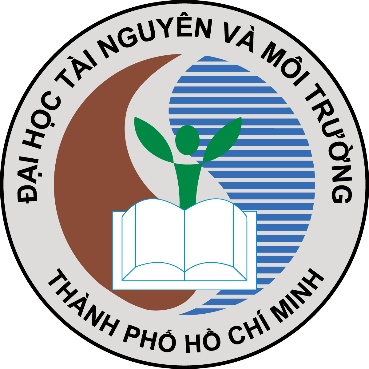 ĐẠI HỌC TÀI NGUYÊN VÀ MÔI TRƯỜNG
THÀNH PHỐ HỒ CHÍ MINH